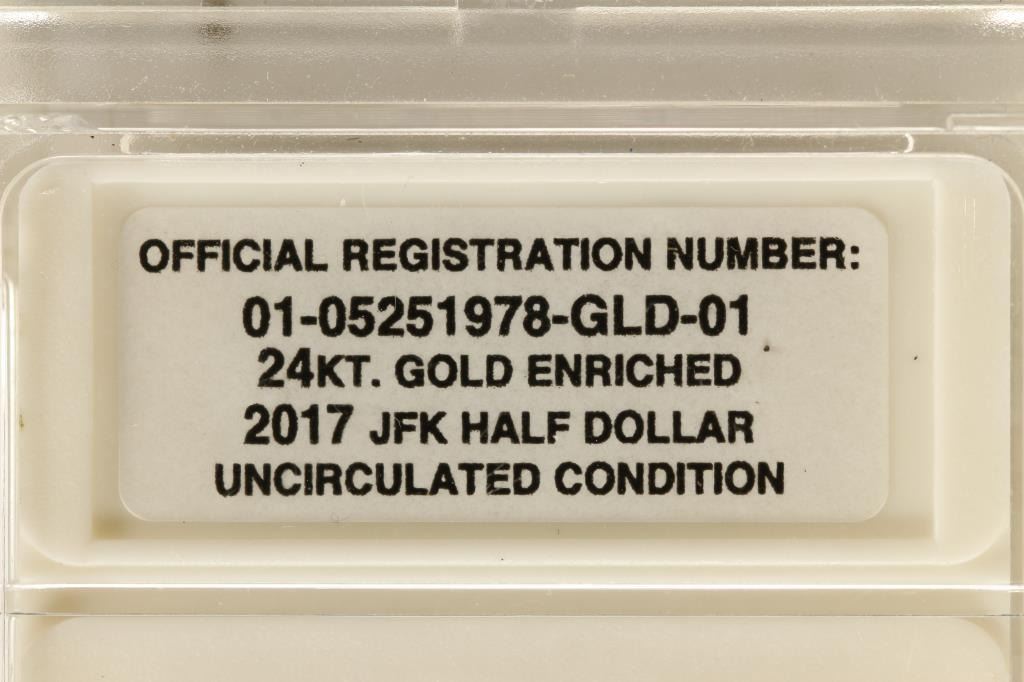 OFFICIAL REGISTRATION NUMBER:
01-05251978-GLD-01
24KT. GOLD ENRICHED
2017 JFK HALF DOLLAR
UNCIRCULATED CONDITION